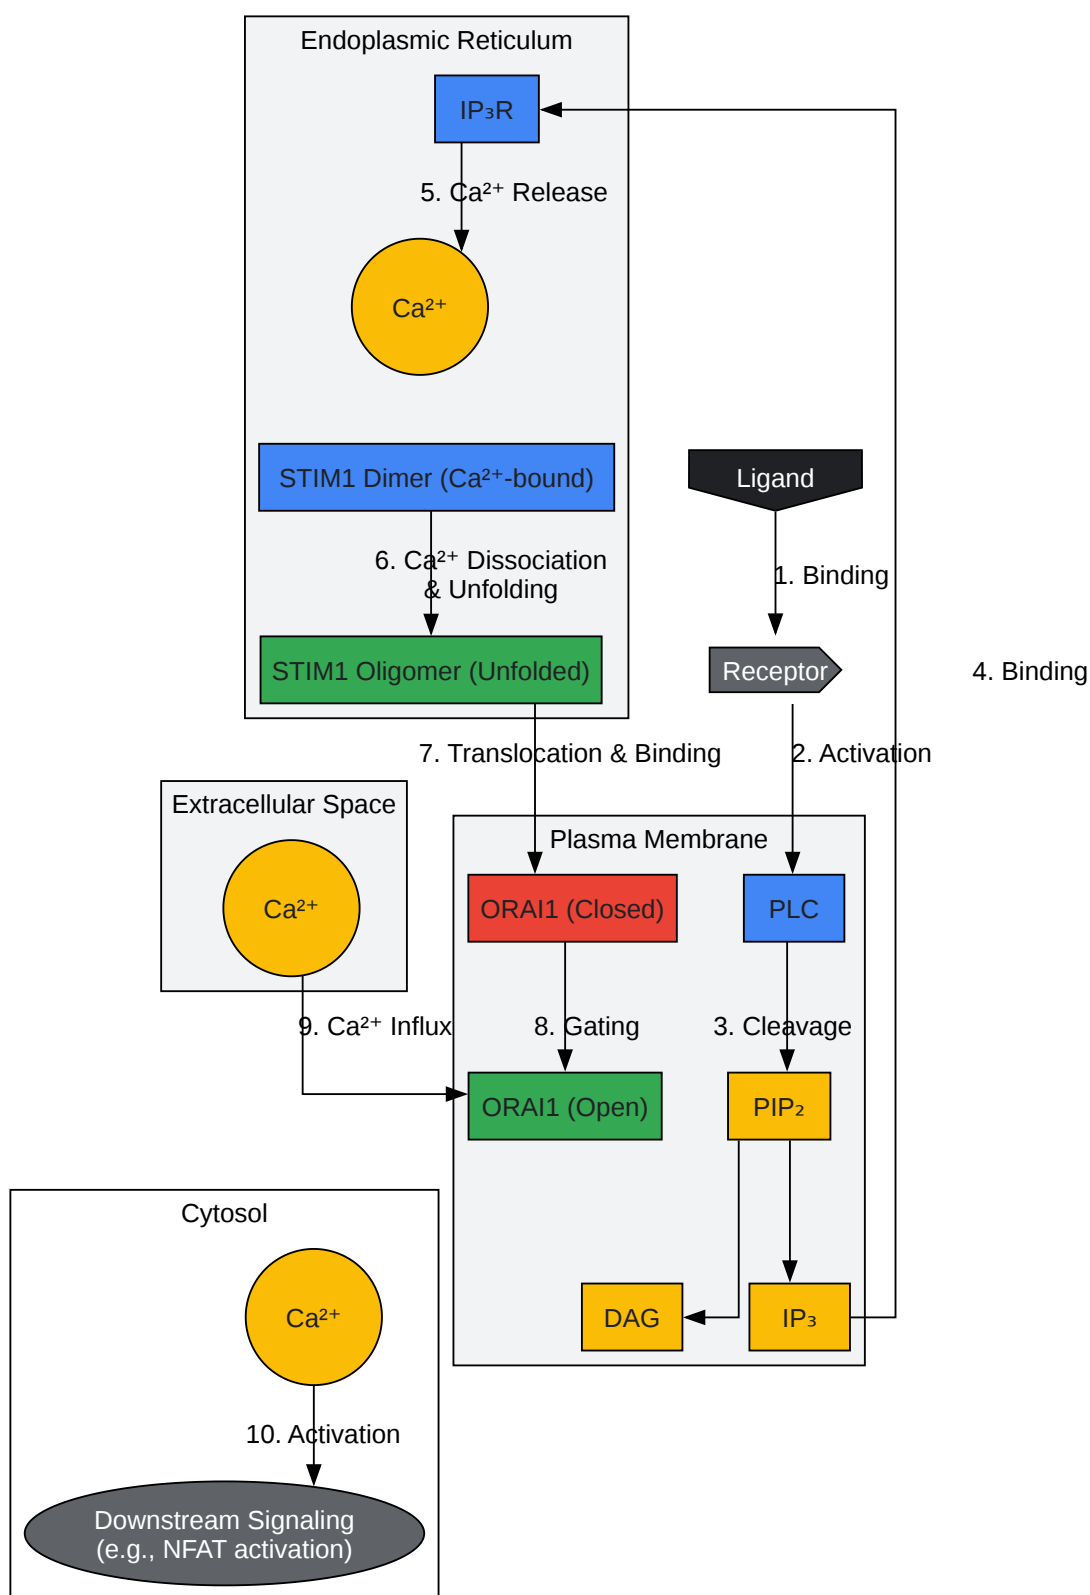 Endoplasmic Reticulum
IP₃R
5. Ca²⁺ Release
Ca²⁺
STIM1 Dimer (Ca²⁺-bound)
Ligand
6. Ca²⁺ Dissociation
& Unfolding
1. Binding
STIM1 Oligomer (Unfolded)
Receptor
4. Binding
7. Translocation & Binding
2. Activation
Extracellular Space
Plasma Membrane
Ca²⁺
ORAI1 (Closed)
PLC
9. Ca²⁺ Influx
8. Gating
3. Cleavage
ORAI1 (Open)
PIP₂
Cytosol
Ca²⁺
DAG
IP₃
10. Activation
Downstream Signaling
(e.g., NFAT activation)